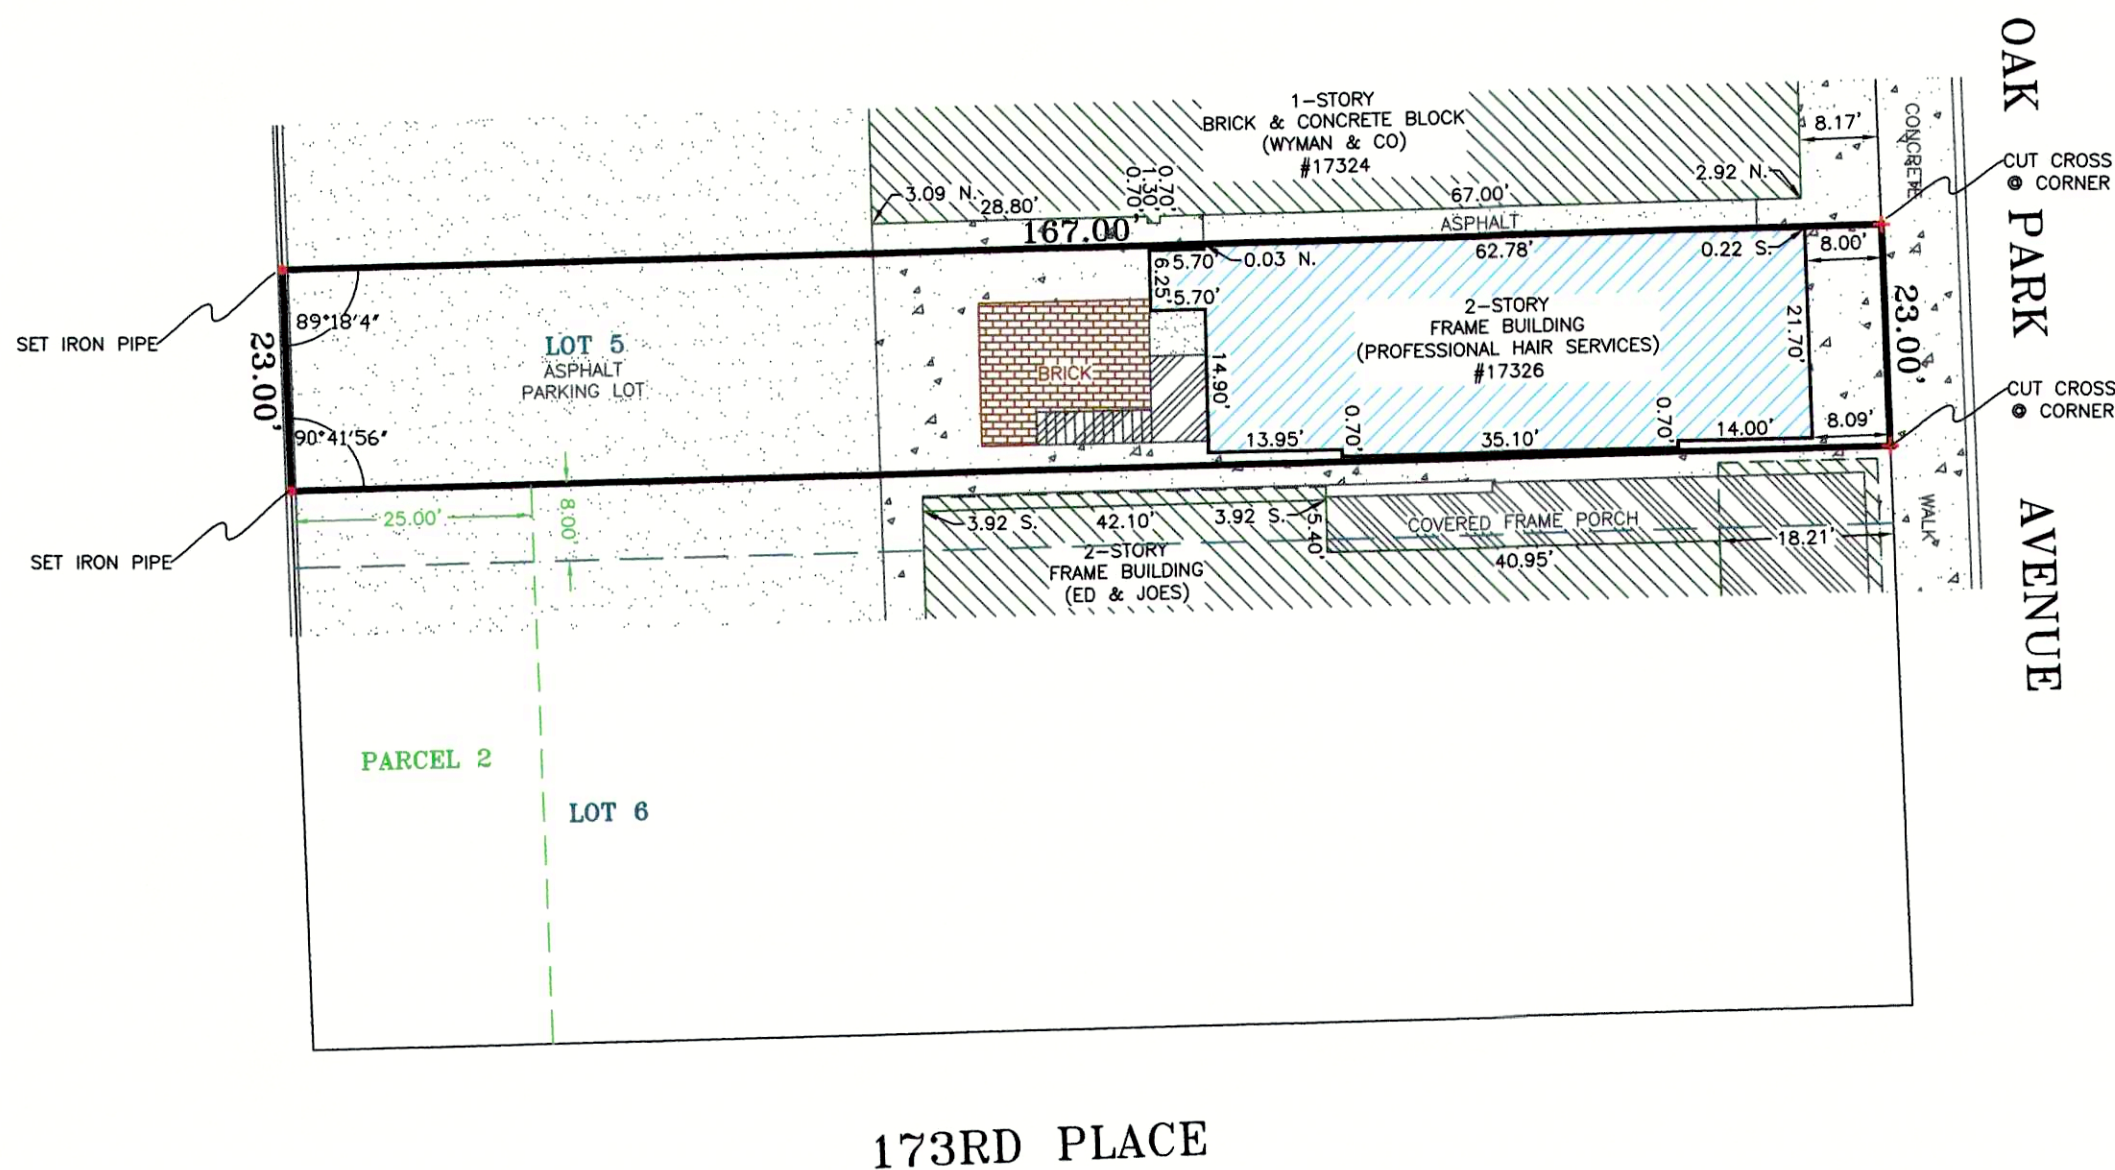 OAK PARK AVENUE
1-STORY
BRICK & CONCRETE BLOCK
(WYMAN & CO)
#17324
8.17'
CONCRETE
CUT CROSS
@ CORNER
3.09 N.
28.80'
0.70'
1.30'
0.70'
67.00'
2.92 N.
167.00'
ASPHALT
62.78'
0.22 S.
8.00'
5.70'
0.03 N.
6.25'
5.70'
SET IRON PIPE
89°18'4"
23.00'
LOT 5
ASPHALT
PARKING LOT
BRICK
14.90'
2-STORY
FRAME BUILDING
(PROFESSIONAL HAIR SERVICES)
#17326
21.70'
23.00'
CUT CROSS
@ CORNER
90°41'56"
13.95'
0.70'
35.10'
0.70'
14.00'
8.09'
SET IRON PIPE
25.00'
8.00'
3.92 S.
42.10'
3.92 S.
5.40'
COVERED FRAME PORCH
18.21'
WALK
2-STORY
FRAME BUILDING
(ED & JOES)
40.95'
PARCEL 2
LOT 6
173RD PLACE